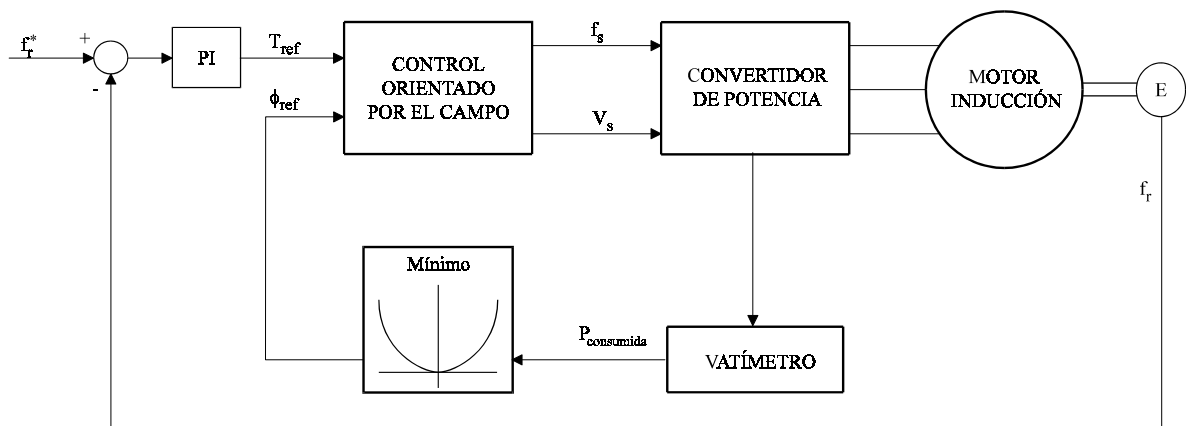 f_r^*
+
-
PI
T_ref
ϕ_ref
CONTROL
ORIENTADO
POR EL CAMPO
f_s
V_s
CONVERTIDOR
DE POTENCIA
MOTOR
INDUCCIÓN
E
f_r
Mínimo
P_consumida
VATÍMETRO